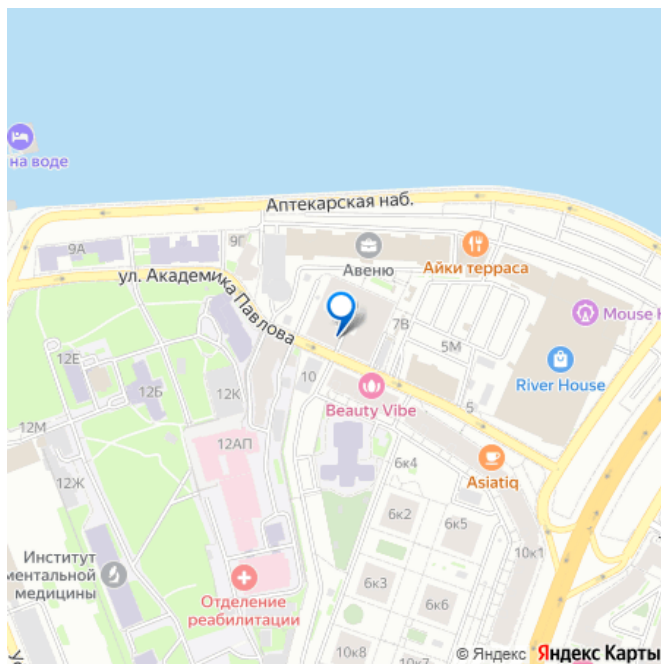 на воде
Аптекарская наб.
9А
9Г
Авеню
Айки терраса
ул. Академика Павлова
Mouse H
7В
5М
12Е
12Б
12К
10
River House
5
Beauty Vibe
12М
12АП
6к4
Asiatiq
12Ж
6к2
6к5
10к1
Институт
ментальной
медицины
6к3
Отделение
реабилитации
6к6
10к8
10к7
© Яндекс Яндекс Карты